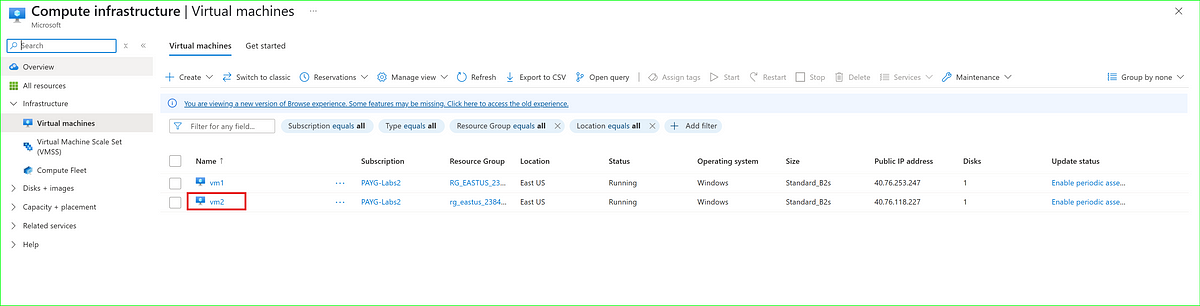 Compute infrastructure | Virtual machines ...
Microsoft
Search
Overview
All resources
Infrastructure
Virtual machines
Virtual Machine Scale Set
(VMSS)
Compute Fleet
Disks + images
Capacity + placement
Related services
Help
Virtual machines Get started
Create Switch to classic Reservations Manage view Refresh Export to CSV Open query Assign tags Start Restart Stop Delete Services Maintenance Group by none
You are viewing a new version of Browse experience. Some features may be missing. Click here to access the old experience.
Filter for any field... Subscription equals all Type equals all Resource Group equals all Location equals all Add filter
Name ↑ Subscription Resource Group Location Status Operating system Size Public IP address Disks Update status
vm1 ... PAYG-Labs2 RG_EASTUS_23... East US Running Windows Standard_B2s 40.76.253.247 1 Enable periodic asse...
vm2 ... PAYG-Labs2 rg_eastus_2384... East US Running Windows Standard_B2s 40.76.118.227 1 Enable periodic asse...